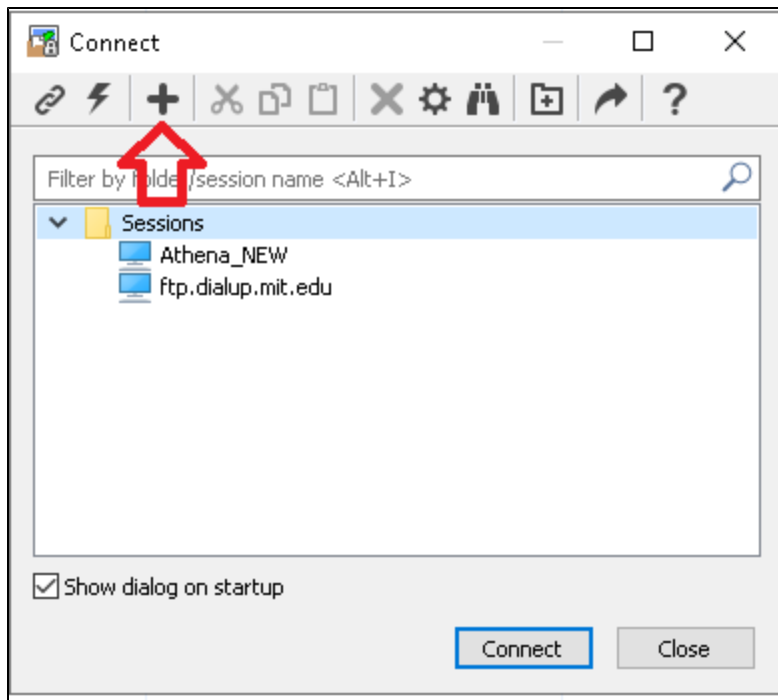 Connect
Filter by folder/session name <Alt+I>
Sessions
Athena_NEW
ftp.dialup.mit.edu
Show dialog on startup
Connect
Close